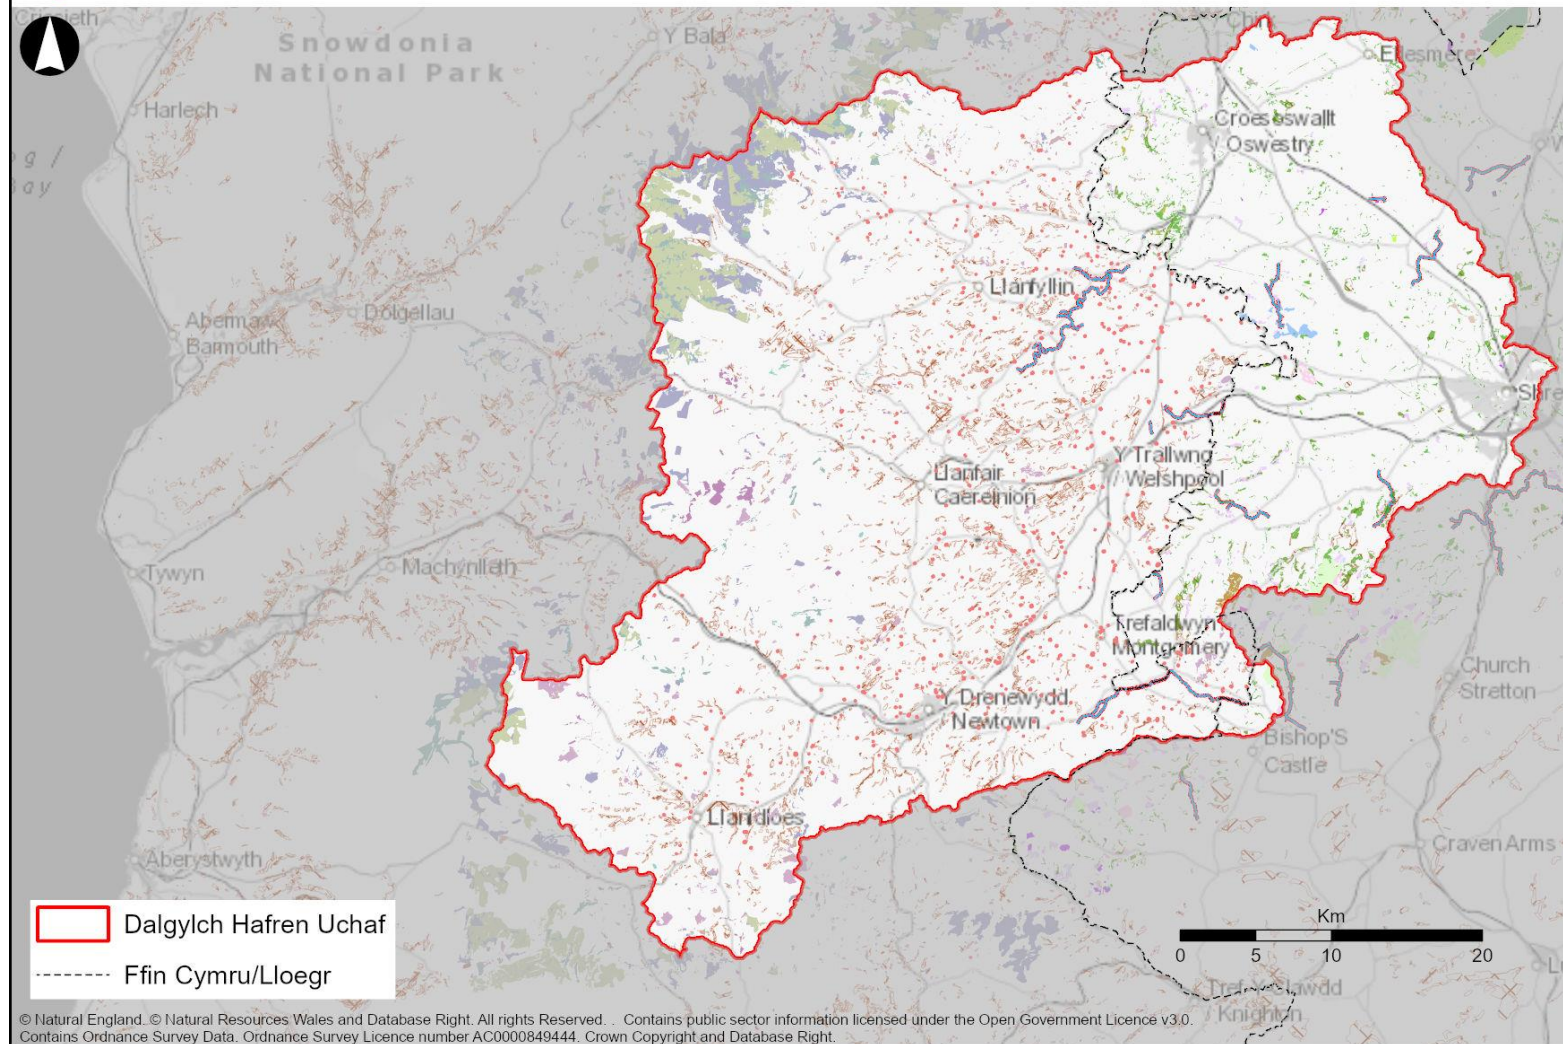 Criccieth
Snowdonia
National Park
Y Bala
Ellesmere
Harlech
Croesoswallt
Oswestry
Llanfyllin
Abermaw
Barmouth
Dolgellau
Y Trallwng
Welshpool
Llanfair
Caereinion
Tywyn
Machynlleth
Trefaldwyn
Montgomery
Church
Stretton
Y Drenewydd
Newtown
Bishop'S
Castle
Llanidloes
Craven Arms
Aberystwyth
Dalgylch Hafren Uchaf
Ffin Cymru/Lloegr
Km
0 5 10 20
Tref-Y-Clawdd
Knighton
© Natural England. © Natural Resources Wales and Database Right. All rights Reserved. . Contains public sector information licensed under the Open Government Licence v3.0.
Contains Ordnance Survey Data. Ordnance Survey Licence number AC0000849444. Crown Copyright and Database Right.